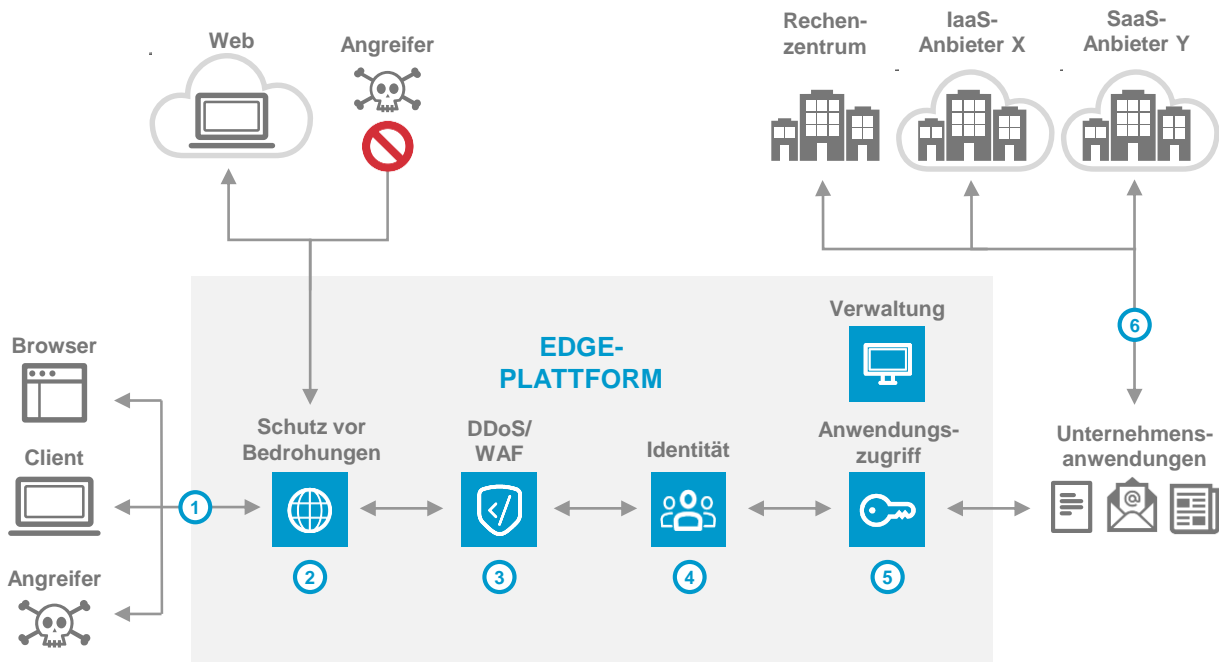 Web
Angreifer
Rechen-
zentrum
IaaS-
Anbieter X
SaaS-
Anbieter Y
Verwaltung
6
EDGE-
PLATTFORM
Browser
Client
Angreifer
1
Schutz vor
Bedrohungen
2
DDoS/
WAF
</>
3
Identität
4
Anwendungs-
zugriff
5
Unternehmens-
anwendungen
@